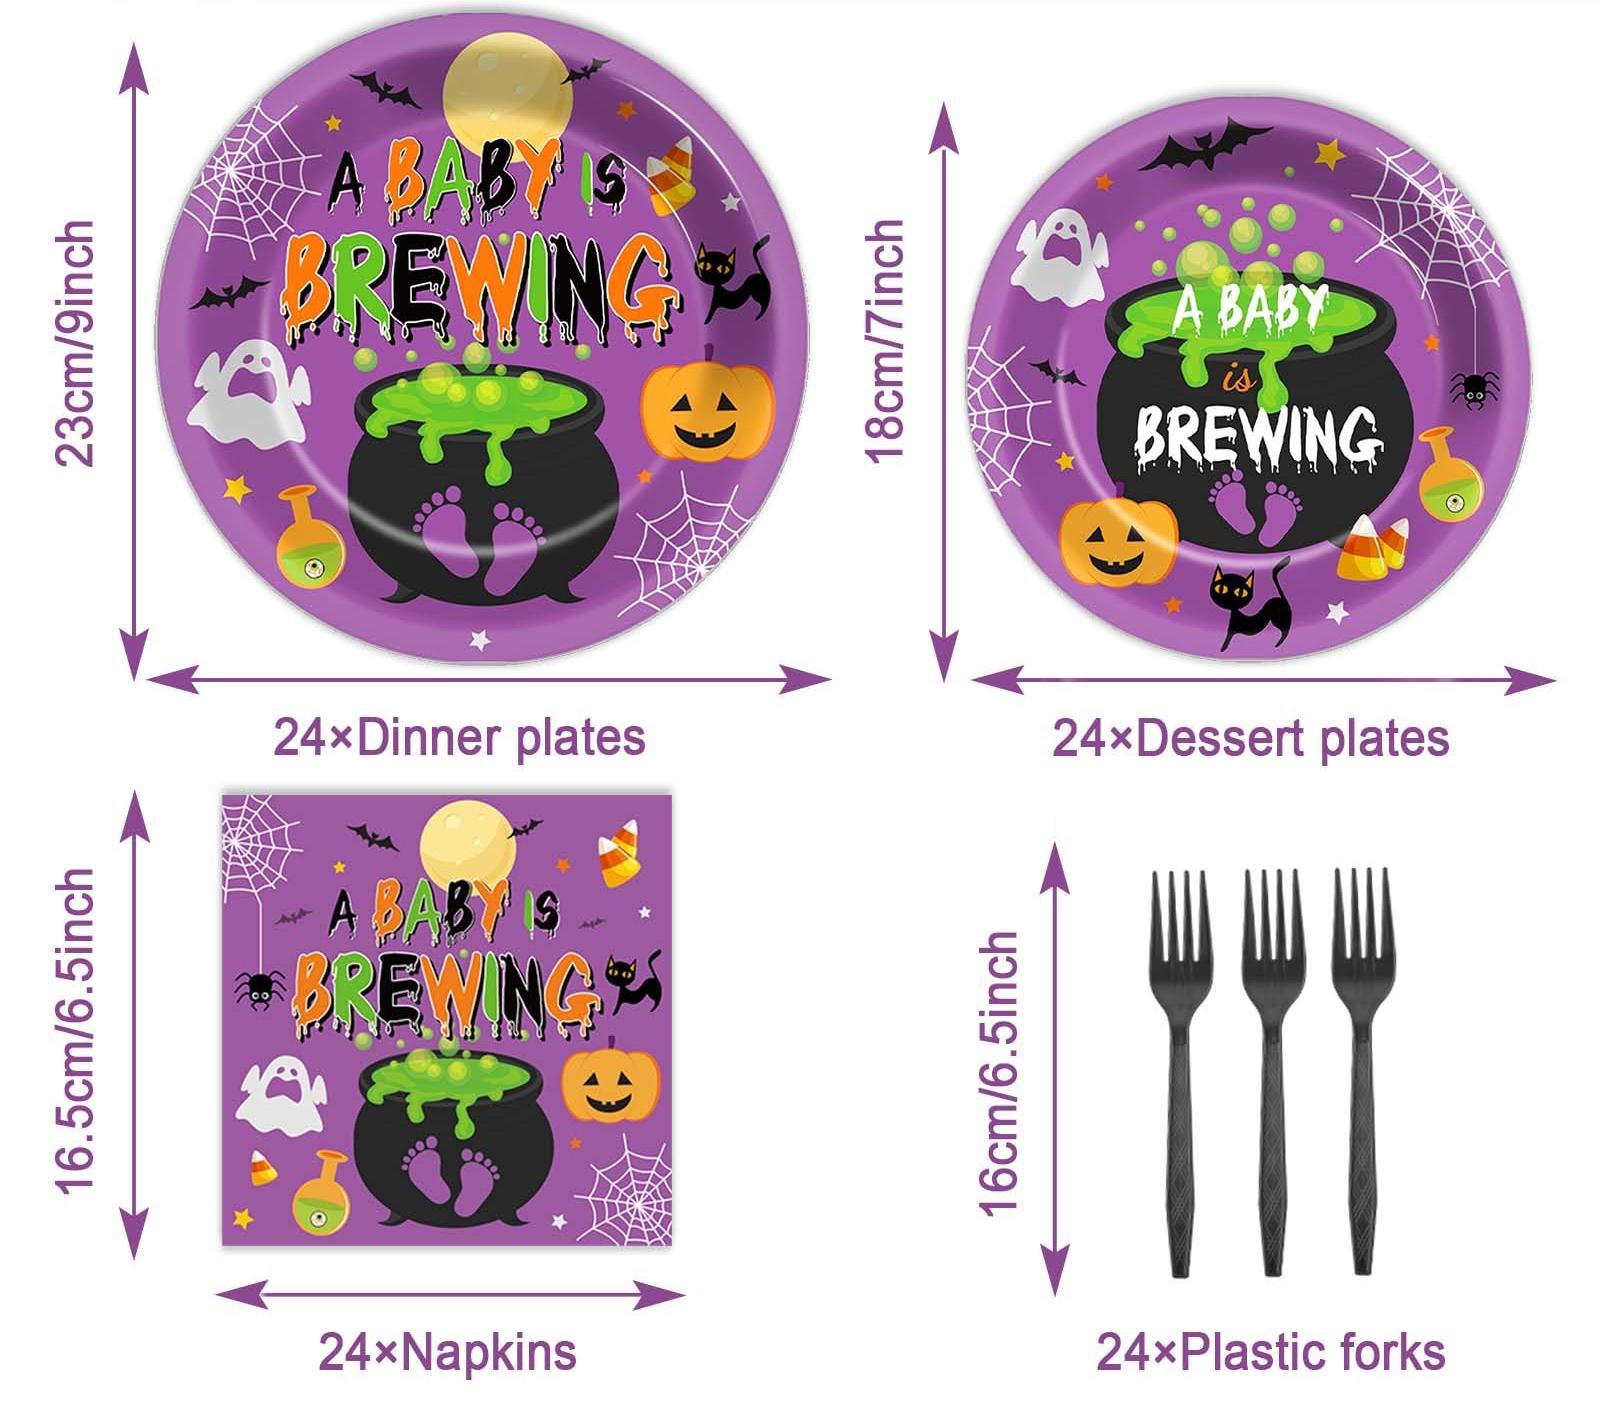 A BABY IS
BREWING
23cm/9inch
24×Dinner plates
A BABY
is
BREWING
18cm/7inch
24×Dessert plates
A BABY IS
BREWING
16.5cm/6.5inch
24×Napkins
16cm/6.5inch
24×Plastic forks